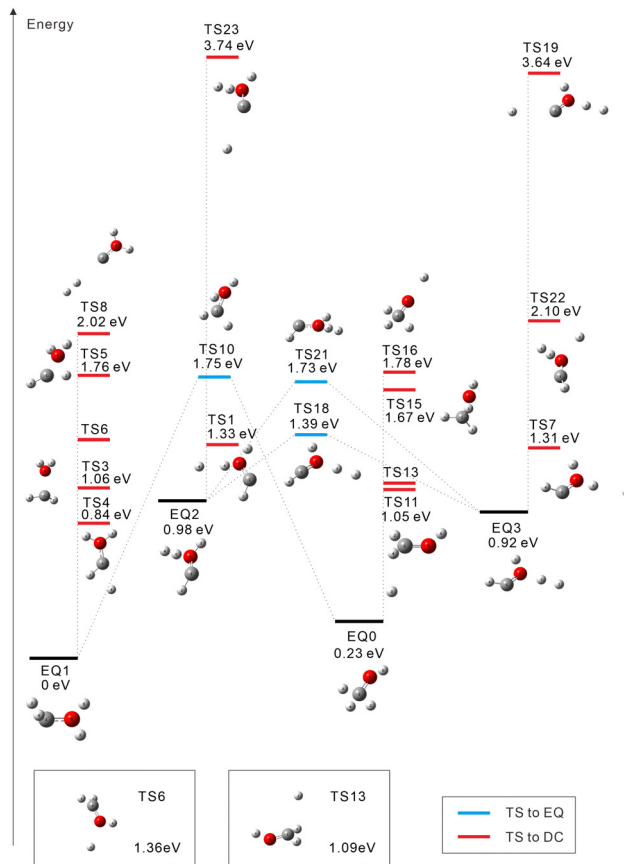 Energy
TS23
3.74 eV
TS19
3.64 eV
TS8
2.02 eV
TS5
1.76 eV
TS6
TS3
1.06 eV
TS4
0.84 eV
EQ1
0 eV
TS10
1.75 eV
TS1
1.33 eV
EQ2
0.98 eV
TS21
1.73 eV
TS18
1.39 eV
TS16
1.78 eV
TS15
1.67 eV
TS13
TS11
1.05 eV
EQ0
0.23 eV
TS22
2.10 eV
TS7
1.31 eV
EQ3
0.92 eV
TS6
1.36eV
TS13
1.09eV
TS to EQ
TS to DC